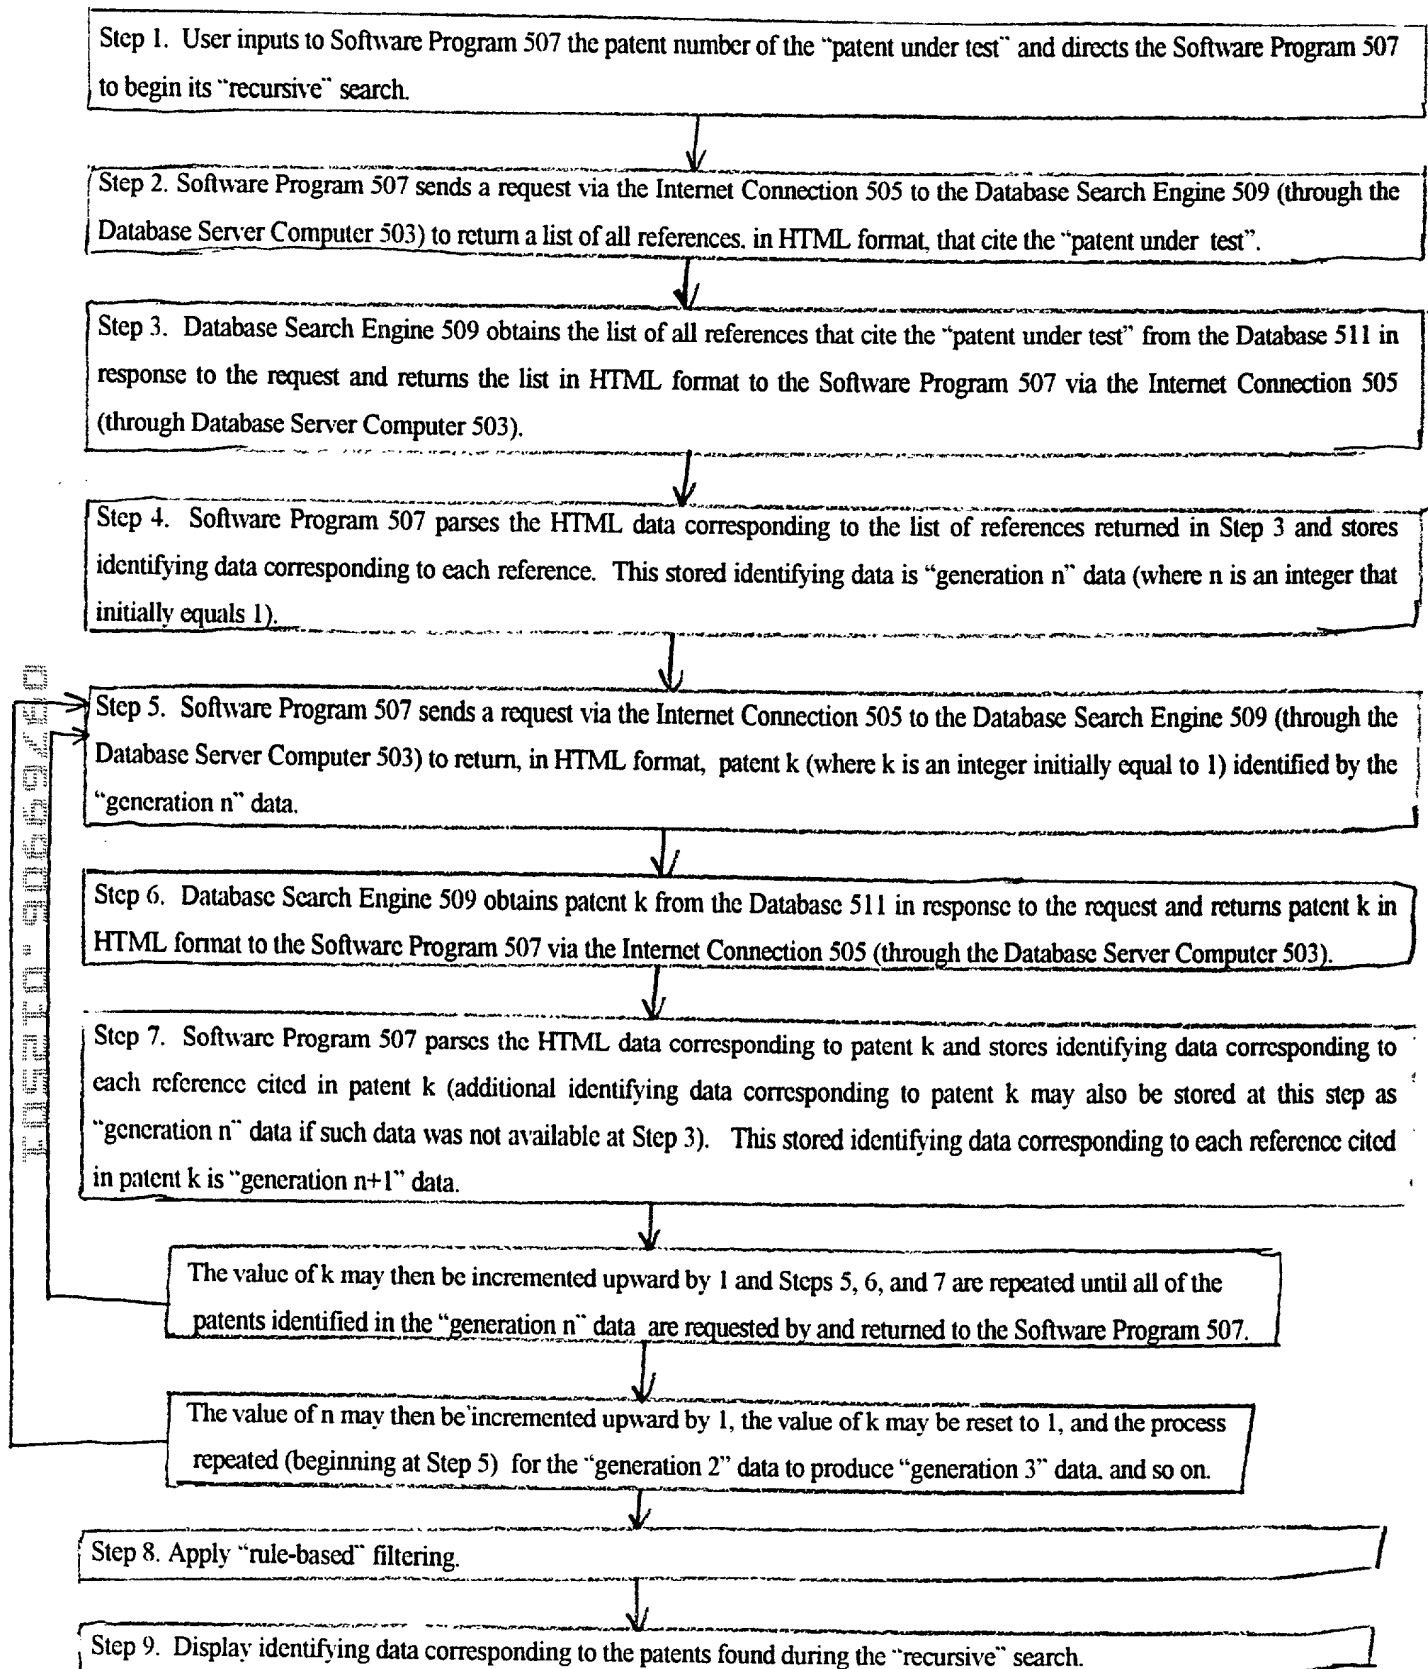 Step 1. User inputs to Software Program 507 the patent number of the “patent under test” and directs the Software Program 507
to begin its “recursive” search.
Step 2. Software Program 507 sends a request via the Internet Connection 505 to the Database Search Engine 509 (through the
Database Server Computer 503) to return a list of all references, in HTML format, that cite the “patent under test”.
Step 3. Database Search Engine 509 obtains the list of all references that cite the “patent under test” from the Database 511 in
response to the request and returns the list in HTML format to the Software Program 507 via the Internet Connection 505
(through Database Server Computer 503).
Step 4. Software Program 507 parses the HTML data corresponding to the list of references returned in Step 3 and stores
identifying data corresponding to each reference. This stored identifying data is “generation n” data (where n is an integer that
initially equals 1).
Step 5. Software Program 507 sends a request via the Internet Connection 505 to the Database Search Engine 509 (through the
Database Server Computer 503) to return, in HTML format, patent k (where k is an integer initially equal to 1) identified by the
“generation n” data.
Step 6. Database Search Engine 509 obtains patent k from the Database 511 in response to the request and returns patent k in
HTML format to the Software Program 507 via the Internet Connection 505 (through the Database Server Computer 503).
Step 7. Software Program 507 parses the HTML data corresponding to patent k and stores identifying data corresponding to
each reference cited in patent k (additional identifying data corresponding to patent k may also be stored at this step as
“generation n” data if such data was not available at Step 3). This stored identifying data corresponding to each reference cited
in patent k is “generation n+1” data.
The value of k may then be incremented upward by 1 and Steps 5, 6, and 7 are repeated until all of the
patents identified in the “generation n” data are requested by and returned to the Software Program 507.
The value of n may then be incremented upward by 1, the value of k may be reset to 1, and the process
repeated (beginning at Step 5) for the “generation 2” data to produce “generation 3” data. and so on.
Step 8. Apply “rule-based” filtering.
Step 9. Display identifying data corresponding to the patents found during the “recursive” search.